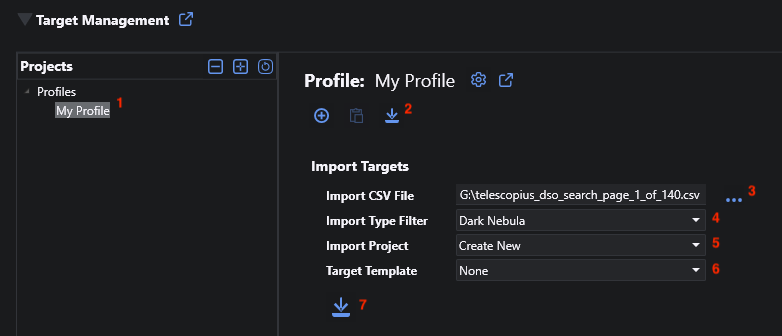 Target Management
Projects
Profiles
My Profile 1
Profile: My Profile
2
Import Targets
Import CSV File G:\telescopius_dso_search_page_1_of_140.csv ... 3
Import Type Filter Dark Nebula 4
Import Project Create New 5
Target Template None 6
7